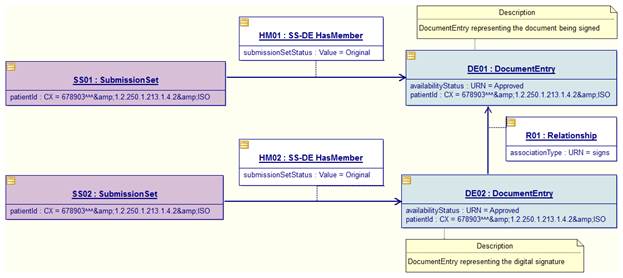 Description
DocumentEntry representing the document being signed
HM01 : SS-DE HasMember
submissionSetStatus : Value = Original
SS01 : SubmissionSet
patientId : CX = 678903^^^&amp;1.2.250.1.213.1.4.2&amp;ISO
DE01 : DocumentEntry
availabilityStatus : URN = Approved
patientId : CX = 678903^^^&amp;1.2.250.1.213.1.4.2&amp;ISO
R01 : Relationship
associationType : URN = signs
HM02 : SS-DE HasMember
submissionSetStatus : Value = Original
SS02 : SubmissionSet
patientId : CX = 678903^^^&amp;1.2.250.1.213.1.4.2&amp;ISO
DE02 : DocumentEntry
availabilityStatus : URN = Approved
patientId : CX = 678903^^^&amp;1.2.250.1.213.1.4.2&amp;ISO
Description
DocumentEntry representing the digital signature